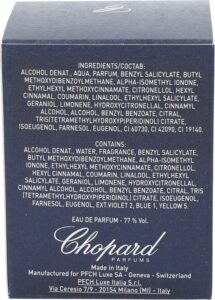 INGREDIENTS/СОСТАВ:
ALCOHOL DENAT., AQUA, PARFUM, BENZYL SALICYLATE, BUTYL
METHOXYDIBENZOYLMETHANE, ALPHA-ISOMETHYL IONONE,
ETHYLHEXYL METHOXYCINNAMATE, CITRONELLOL, HEXYL
CINNAMAL, COUMARIN, LINALOOL, ETHYLHEXYL SALICYLATE,
GERANIOL, LIMONENE, HYDROXYCITRONELLAL, CINNAMYL
ALCOHOL, ALCOHOL, BENZYL BENZOATE, CITRAL,
TRIS(TETRAMETHYLHYDROXYPIPERIDINOL) CITRATE,
ISOEUGENOL, FARNESOL, EUGENOL, CI 60730, CI 42090, CI 19140.
CONTAINS:
ALCOHOL DENAT., WATER, FRAGRANCE, BENZYL SALICYLATE,
BUTYL METHOXYDIBENZOYLMETHANE, ALPHA-ISOMETHYL
IONONE, ETHYLHEXYL METHOXYCINNAMATE, CITRONELLOL,
HEXYL CINNAMAL, COUMARIN, LINALOOL, ETHYLHEXYL
SALICYLATE, GERANIOL, LIMONENE, HYDROXYCITRONELLAL,
CINNAMYL ALCOHOL, ALCOHOL, BENZYL BENZOATE, CITRAL, TRIS
(TETRAMETHYLHYDROXYPIPERIDINOL) CITRATE, ISOEUGENOL,
FARNESOL, EUGENOL, EXT VIOLET 2, BLUE 1, YELLOW 5.
EAU DE PARFUM - 77 % Vol.
Chopard
PARFUMS
Made in Italy
Manufactured for PFCH Luxe SA - Geneva - Switzerland
PFCH Luxe Italia S.r.l.
Via Ceresio 7/9 - 20154 Milano [MI] - Italy